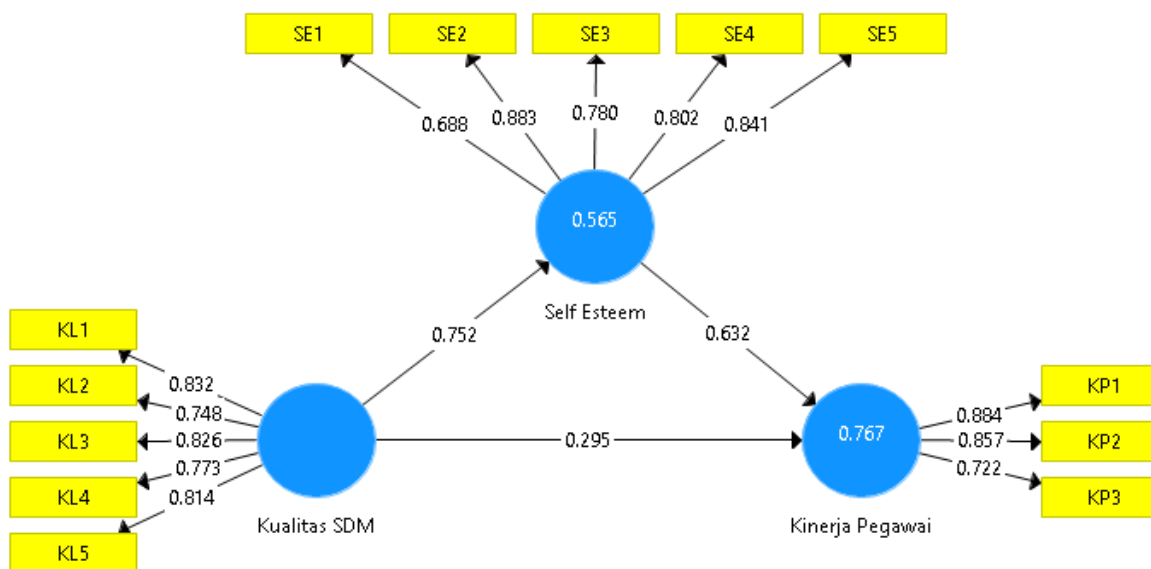 SE1 SE2 SE3 SE4 SE5
0.688 0.883 0.780 0.802 0.841
0.565
Self Esteem
0.752 0.632
KL1
KL2
KL3
KL4
KL5
0.832
0.748
0.826
0.773
0.814
Kualitas SDM
0.295
0.767
Kinerja Pegawai
0.884
0.857
0.722
KP1
KP2
KP3